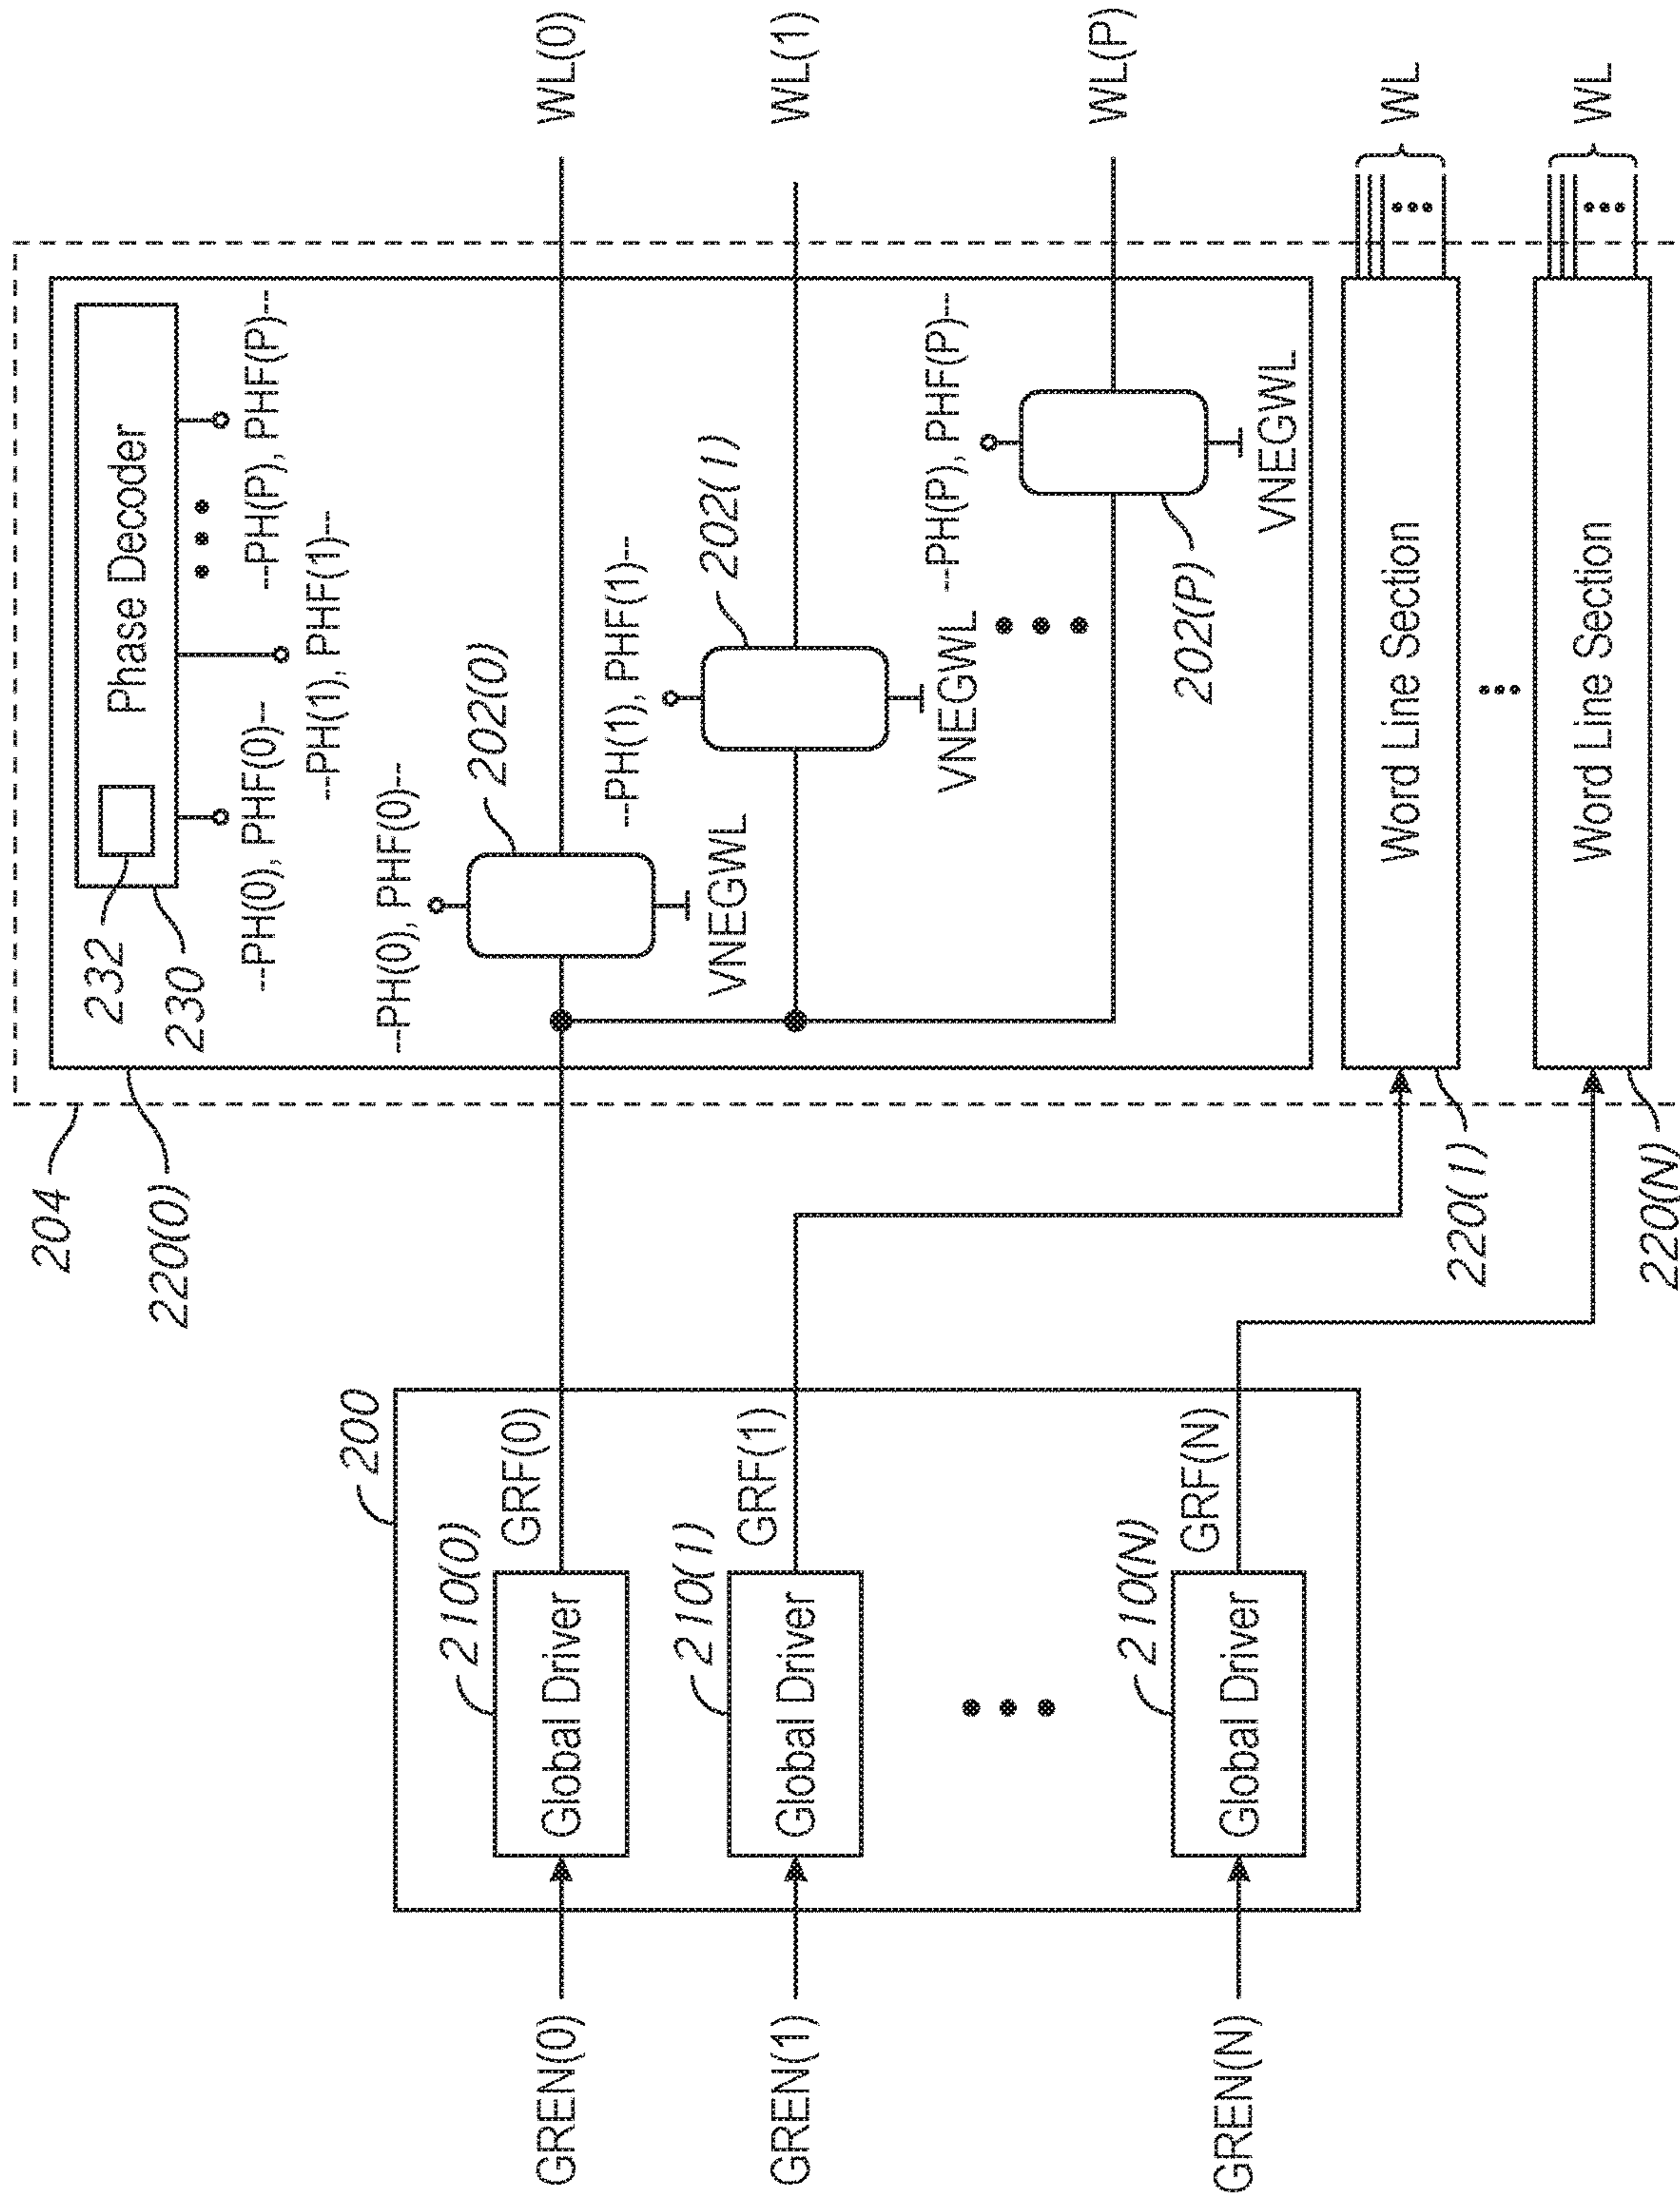 204
220(0)
232
230
Phase Decoder
--PH(0), PHF(0)--
--PH(1), PHF(1)--
--PH(P), PHF(P)--
--PH(0), PHF(0)--
202(0)
VNEGWL
WL(0)
--PH(1), PHF(1)---
202(1)
VNEGWL
WL(1)
--PH(P), PHF(P)--
202(P)
VNEGWL
WL(P)
200
GREN(0)
210(0)
Global Driver
GRF(0)
GREN(1)
210(1)
Global Driver
GRF(1)
GREN(N)
210(N)
Global Driver
GRF(N)
Word Line Section
WL
220(1)
Word Line Section
WL
220(N)